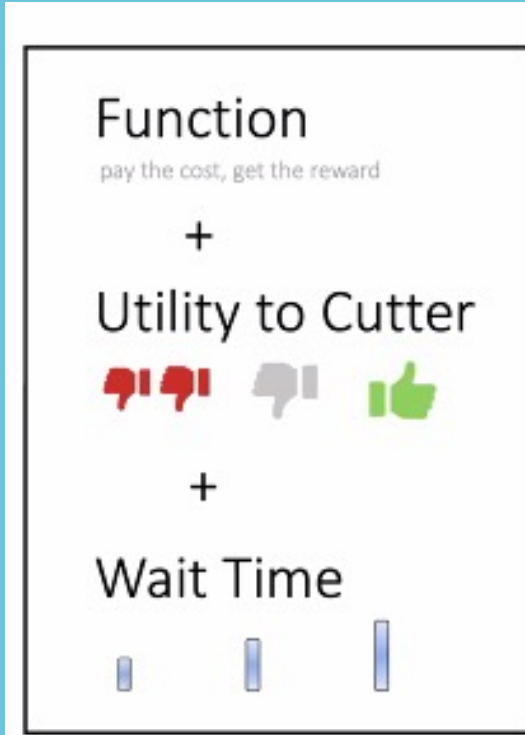 Function
pay the cost, get the reward
+
Utility to Cutter
+
Wait Time